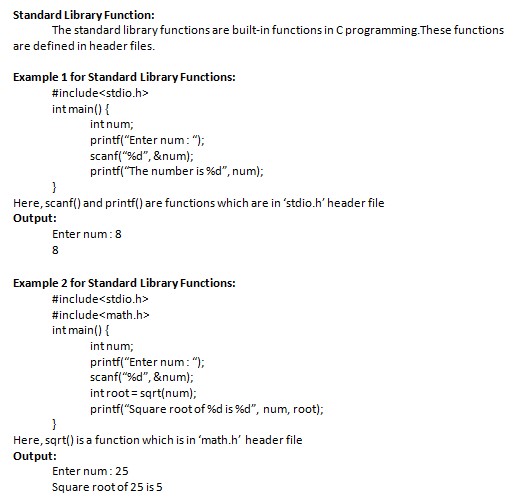 Standard Library Function:
The standard library functions are built-in functions in C programming.These functions
are defined in header files.
Example 1 for Standard Library Functions:
#include<stdio.h>
int main() {
int num;
printf(“Enter num : “);
scanf(“%d”, &num);
printf(“The number is %d”, num);
}
Here, scanf() and printf() are functions which are in ‘stdio.h’ header file
Output:
Enter num : 8
8
Example 2 for Standard Library Functions:
#include<stdio.h>
#include<math.h>
int main() {
int num;
printf(“Enter num : “);
scanf(“%d”, &num);
int root = sqrt(num);
printf(“Square root of %d is %d”, num, root);
}
Here, sqrt() is a function which is in ‘math.h’ header file
Output:
Enter num : 25
Square root of 25 is 5